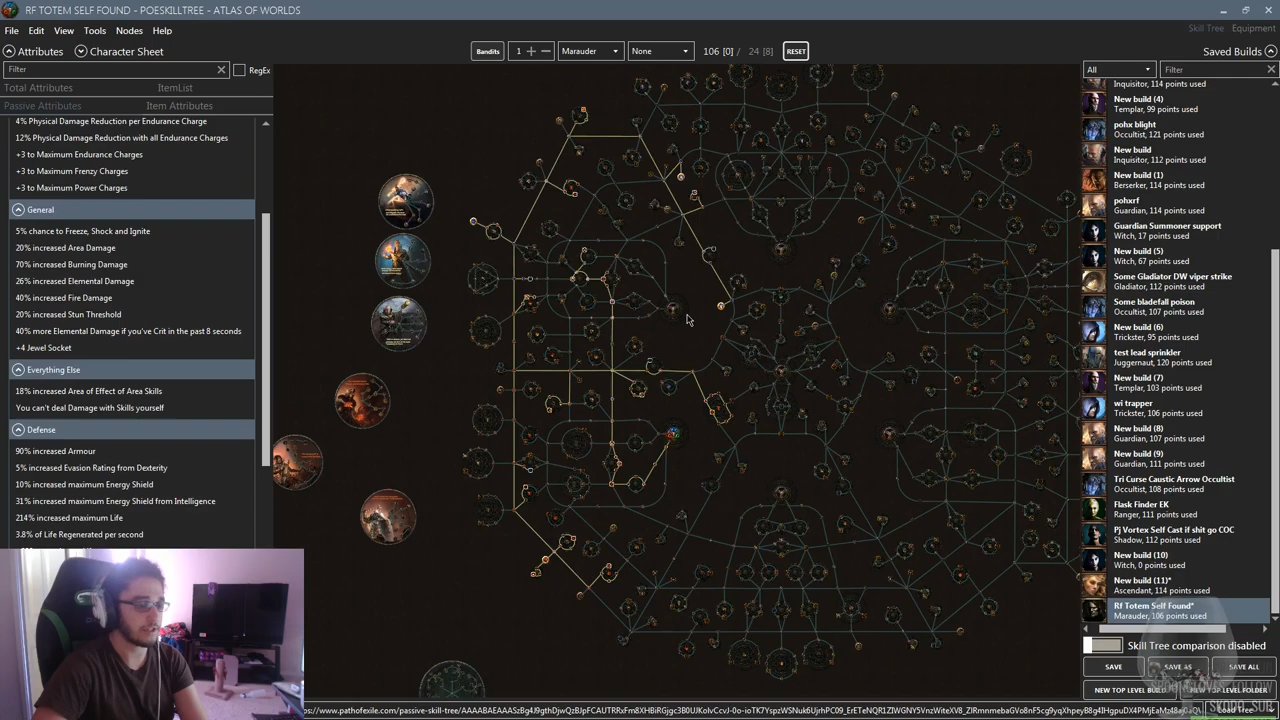 RF TOTEM SELF FOUND - POESKILLTREE - ATLAS OF WORLDS
File Edit View Tools Nodes Help
Skill Tree Equipment
Attributes Character Sheet
Bandits 1 + − Marauder None 106 [0] / 24 [8] RESET
Saved Builds
Filter RegEx
All Filter
Total Attributes ItemList
Passive Attributes Item Attributes
4% Physical Damage Reduction per Endurance Charge
12% Physical Damage Reduction with all Endurance Charges
+3 to Maximum Endurance Charges
+3 to Maximum Frenzy Charges
+3 to Maximum Power Charges
General
5% chance to Freeze, Shock and Ignite
20% increased Area Damage
70% increased Burning Damage
26% increased Elemental Damage
40% increased Fire Damage
20% increased Stun Threshold
40% more Elemental Damage if you've Crit in the past 8 seconds
+4 Jewel Socket
Everything Else
18% increased Area of Effect of Area Skills
You can't deal Damage with Skills yourself
Defense
90% increased Armour
5% increased Evasion Rating from Dexterity
10% increased maximum Energy Shield
31% increased maximum Energy Shield from Intelligence
214% increased maximum Life
3.8% of Life Regenerated per second
Inquisitor, 114 points used
New build (4)
Templar, 99 points used
pohx blight
Occultist, 121 points used
New build
Inquisitor, 112 points used
New build (1)
Berserker, 114 points used
pohxrf
Guardian, 114 points used
Guardian Summoner support
Witch, 17 points used
New build (5)
Witch, 67 points used
Some Gladiator DW viper strike
Gladiator, 112 points used
Some bladefall poison
Occultist, 107 points used
New build (6)
Trickster, 95 points used
test lead sprinkler
Juggernaut, 120 points used
New build (7)
Templar, 103 points used
wi trapper
Trickster, 106 points used
New build (8)
Guardian, 107 points used
New build (9)
Guardian, 111 points used
Tri Curse Caustic Arrow Occultist
Occultist, 108 points used
Flask Finder EK
Ranger, 111 points used
Pj Vortex Self Cast if shit go COC
Shadow, 112 points used
New build (10)
Witch, 0 points used
New build (11)*
Ascendant, 114 points used
Rf Totem Self Found*
Marauder, 106 points used
Skill Tree comparison disabled
SAVE SAVE AS SAVE ALL
NEW TOP LEVEL BUILD NEW TOP LEVEL FOLDER
Load Tree